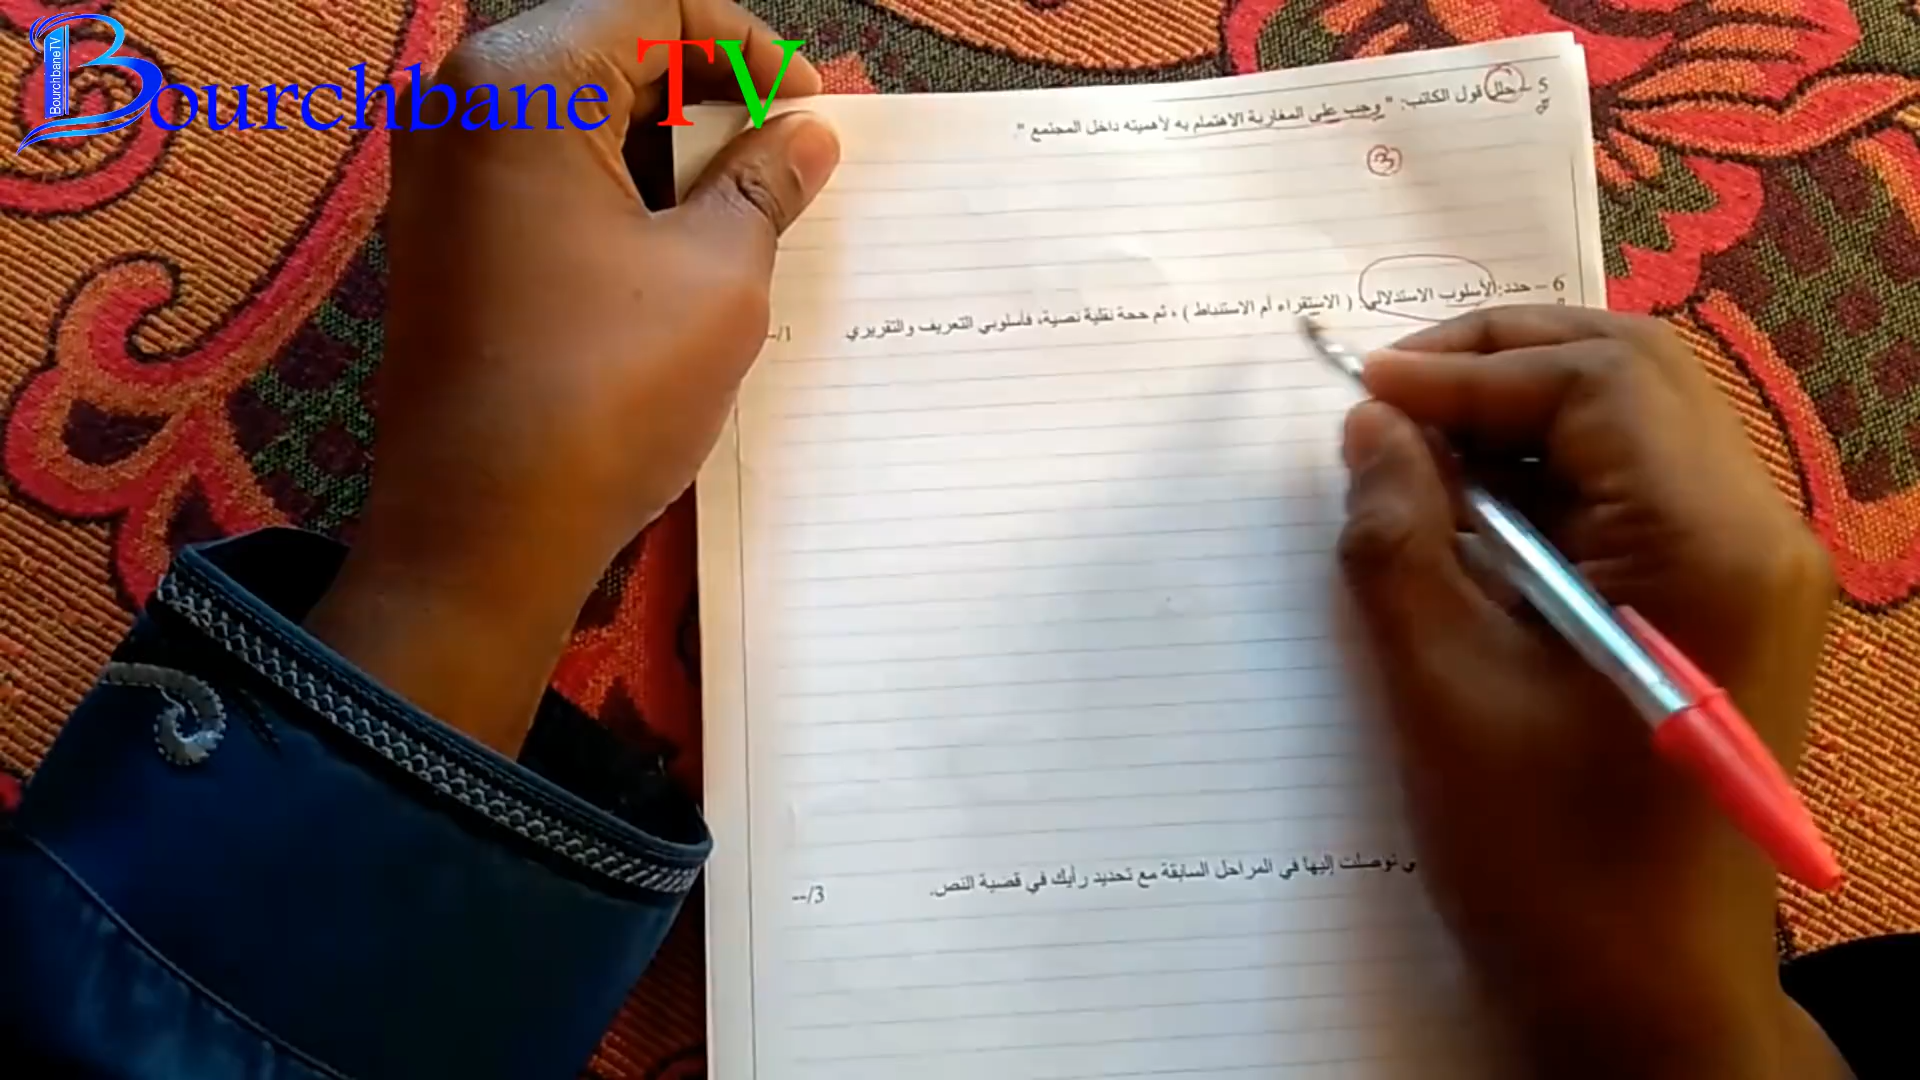 BourchbaneTV
Bourchbane TV
5 – حلل قول الكاتب: " وجب على المغاربة الاهتمام به لأهميته داخل المجتمع ".
3
6 – حدد: الأسلوب الاستدلالي: ( الاستقراء أم الاستنباط ) ، ثم حجة نقلية نصية، فأسلوبي التعريف والتقريري
--/1
توصلت إليها في المراحل السابقة مع تحديد رأيك في قضية النص.
--/3